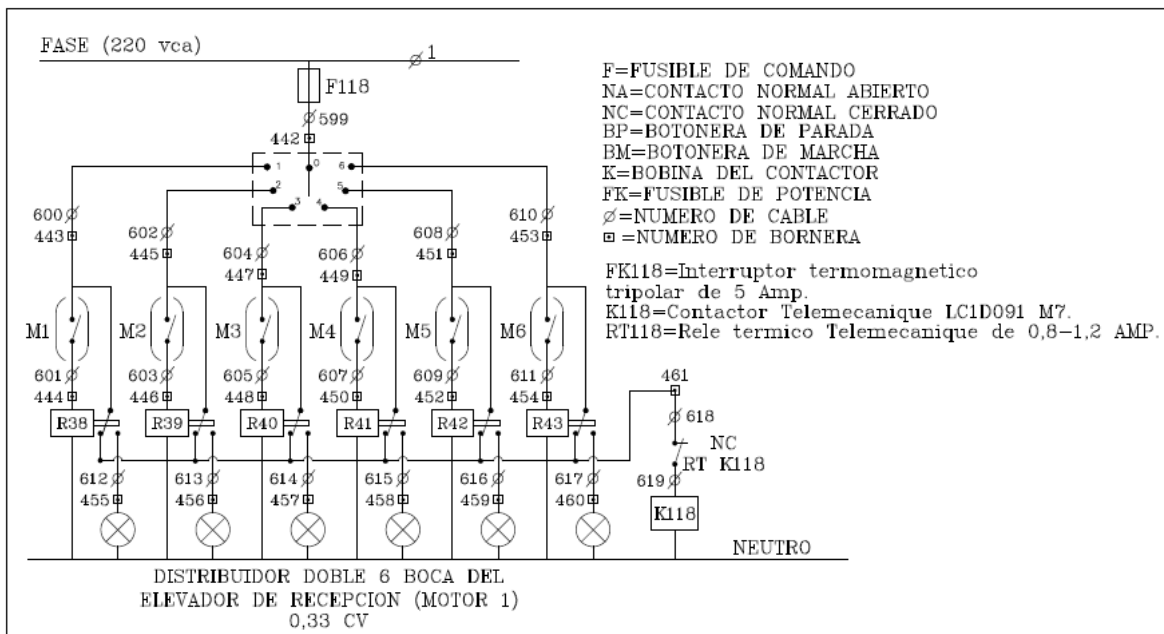 FASE (220 vca)
1
F118
599
442
1
0
6
2
5
3
4
F=FUSIBLE DE COMANDO
NA=CONTACTO NORMAL ABIERTO
NC=CONTACTO NORMAL CERRADO
BP=BOTONERA DE PARADA
BM=BOTONERA DE MARCHA
K=BOBINA DEL CONTACTOR
FK=FUSIBLE DE POTENCIA
=NUMERO DE CABLE
=NUMERO DE BORNERA
FK118=Interruptor termomagnetico
tripolar de 5 Amp.
K118=Contactor Telemecanique LC1D091 M7.
RT118=Rele termico Telemecanique de 0,8-1,2 AMP.
600 602 604 606 608 610
443 445 447 449 451 453
M1 M2 M3 M4 M5 M6
601 603 605 607 609 611
444 446 448 450 452 454
R38 R39 R40 R41 R42 R43
461
618
NC
RT K118
619
K118
612 613 614 615 616 617
455 456 457 458 459 460
NEUTRO
DISTRIBUIDOR DOBLE 6 BOCA DEL
ELEVADOR DE RECEPCION (MOTOR 1)
0,33 CV